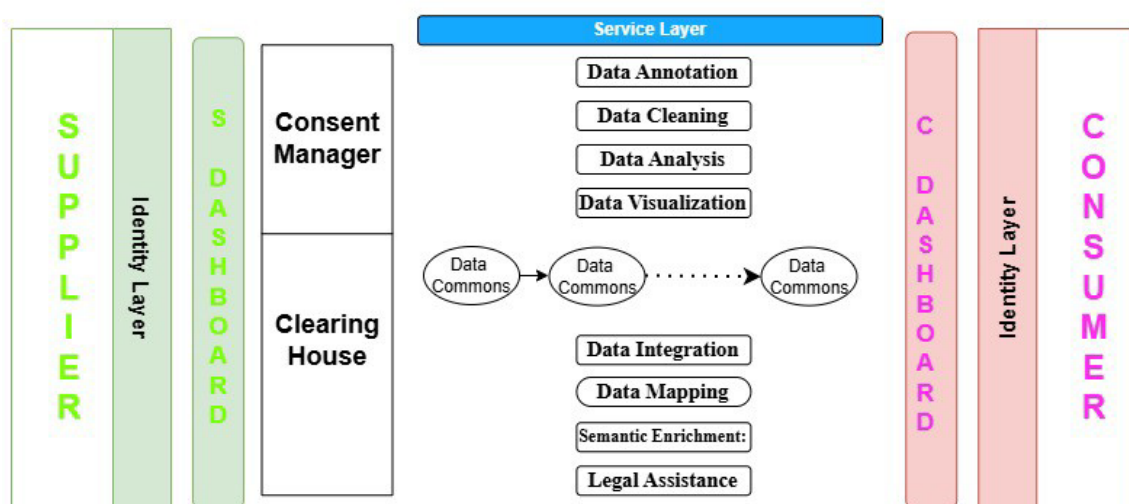 Service Layer
SUPPLIER
Identity Layer
S DASHBOARD
Consent
Manager
Clearing
House
Data Annotation
Data Cleaning
Data Analysis
Data Visualization
Data
Commons
Data
Commons
Data
Commons
Data Integration
Data Mapping
Semantic Enrichment:
Legal Assistance
C DASHBOARD
Identity Layer
CONSUMER